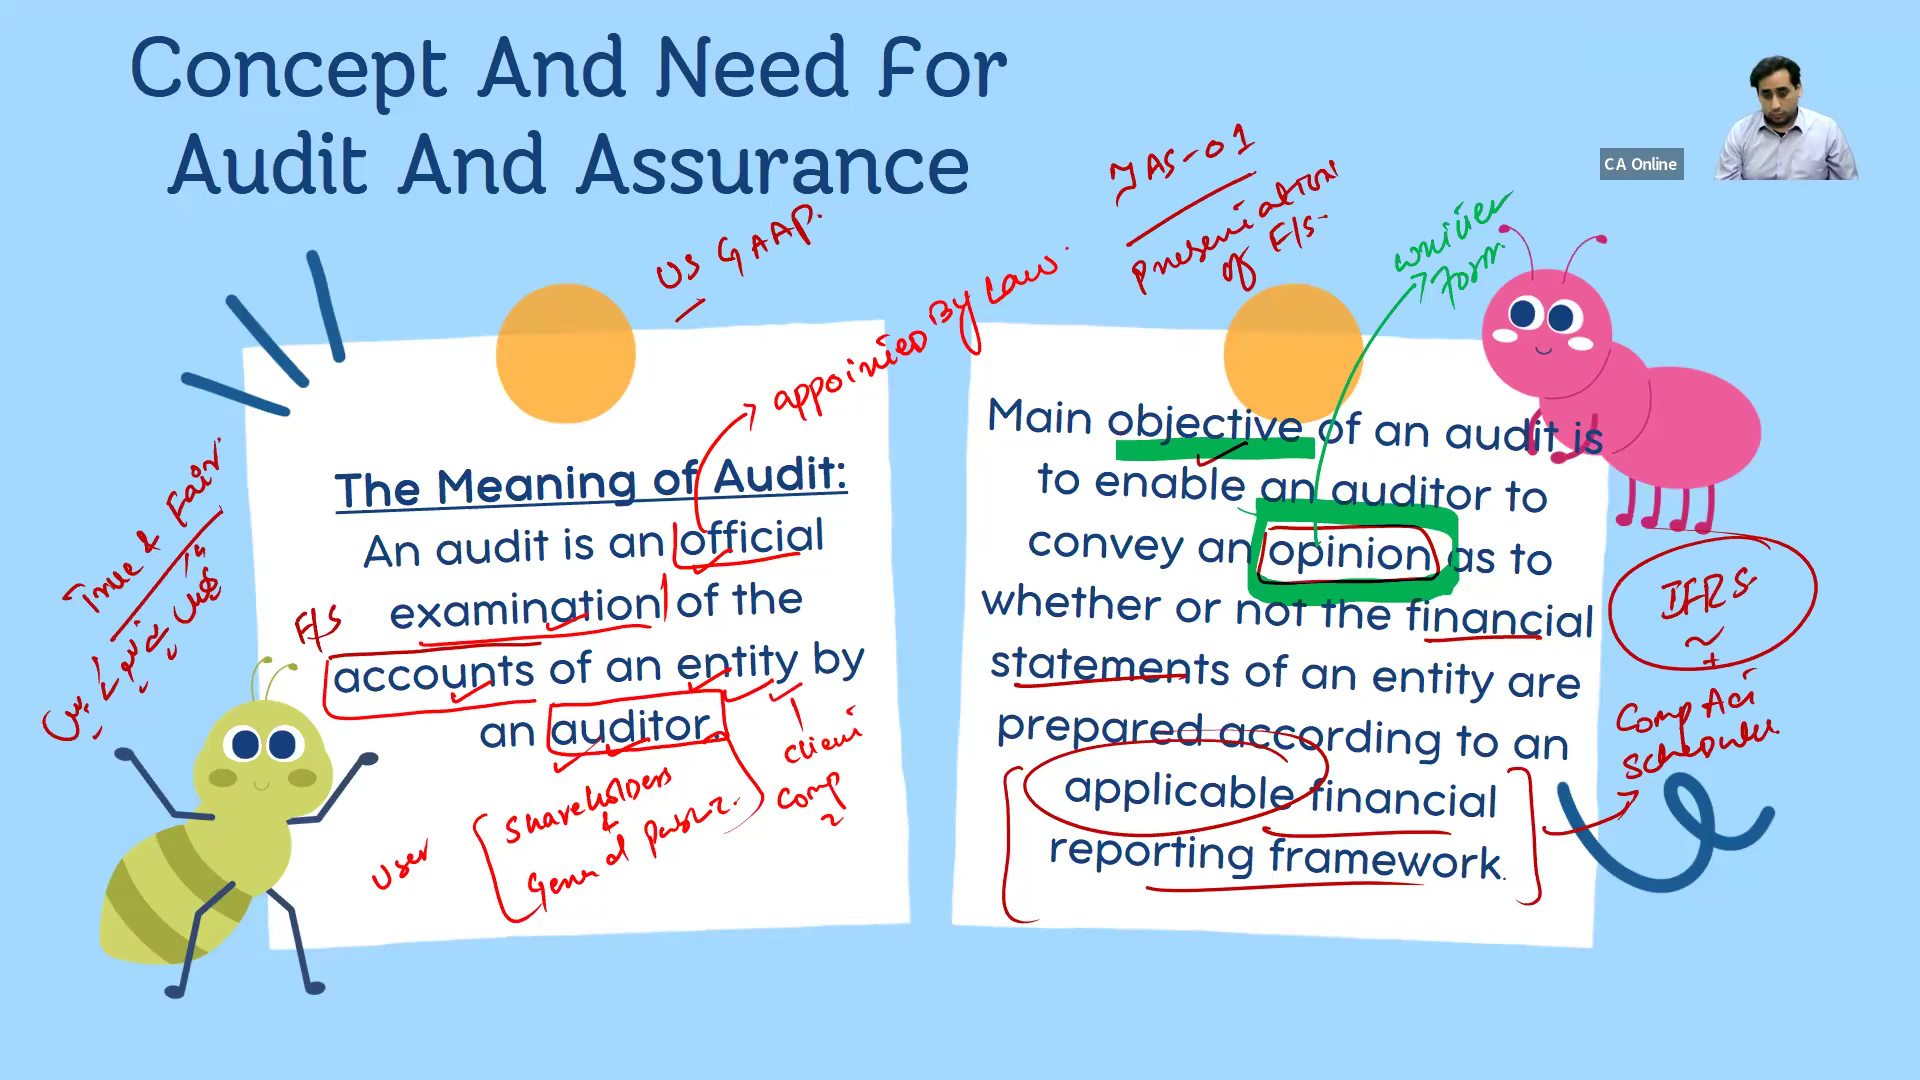 Concept And Need For
Audit And Assurance
CA Online
IAS-01
presentation
of F/S.
US GAAP.
appointed By Law.
written
Form
The Meaning of Audit:
An audit is an official
examination of the
accounts of an entity by
an auditor.
F/S
True & Fair
User
Shareholders
+
General public.
client
Comp
Main objective of an audit is
to enable an auditor to
convey an opinion as to
whether or not the financial
statements of an entity are
prepared according to an
applicable financial
reporting framework.
IFRS
+
Comp Act
Schedules